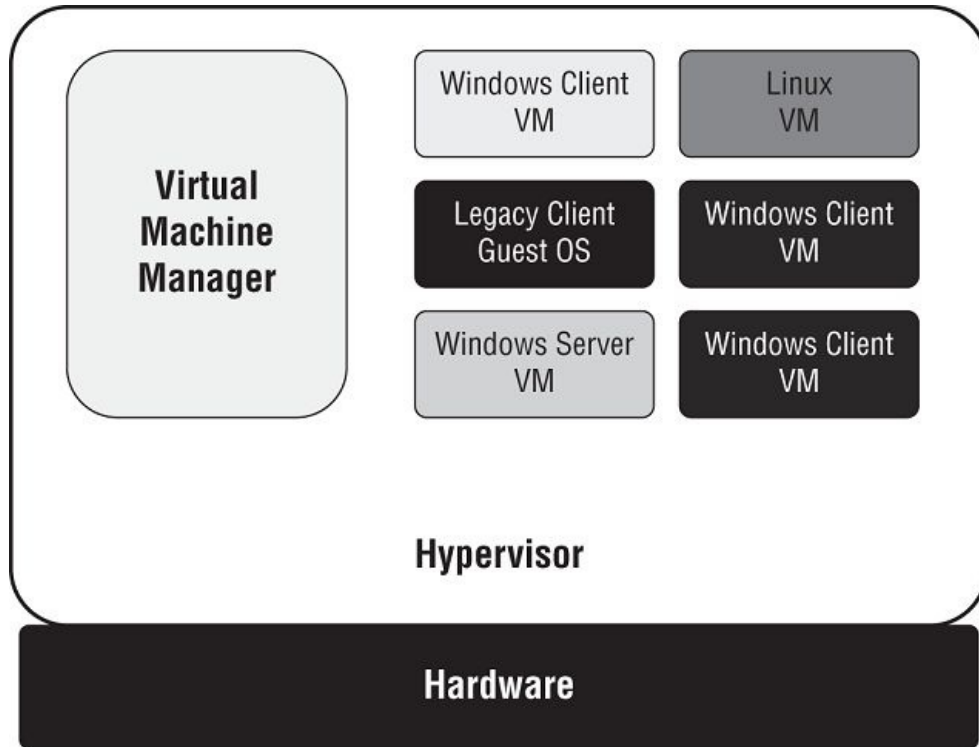 Virtual
Machine
Manager
Windows Client
VM
Linux
VM
Legacy Client
Guest OS
Windows Client
VM
Windows Server
VM
Windows Client
VM
Hypervisor
Hardware